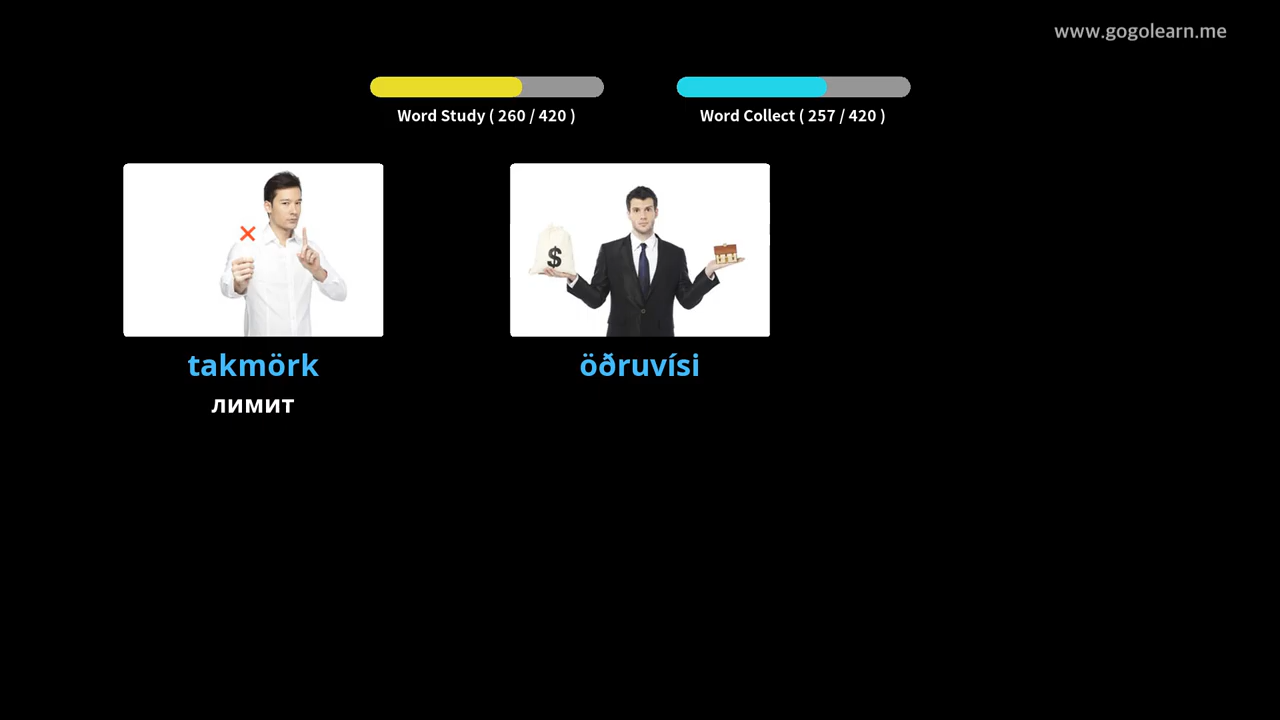 www.gogolearn.me
Word Study ( 260 / 420 )
Word Collect ( 257 / 420 )
takmörk
лимит
öðruvísi
$